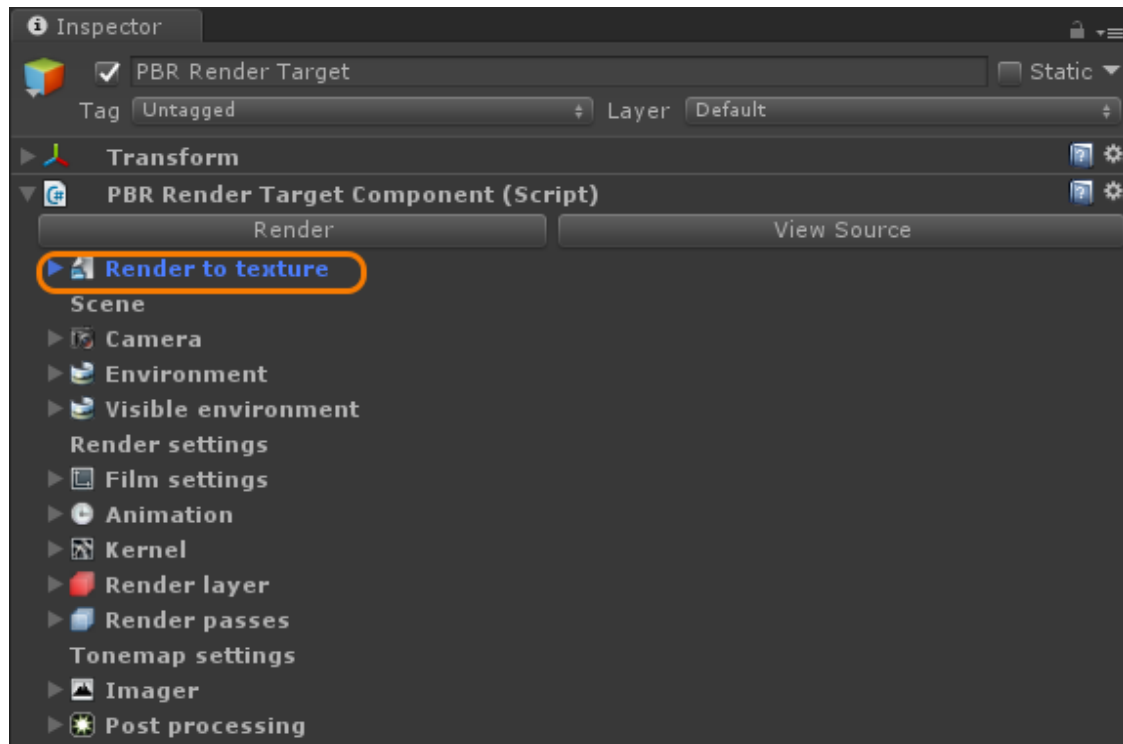 Inspector
PBR Render Target Static
Tag Untagged Layer Default
Transform
PBR Render Target Component (Script)
Render View Source
Render to texture
Scene
Camera
Environment
Visible environment
Render settings
Film settings
Animation
Kernel
Render layer
Render passes
Tonemap settings
Imager
Post processing